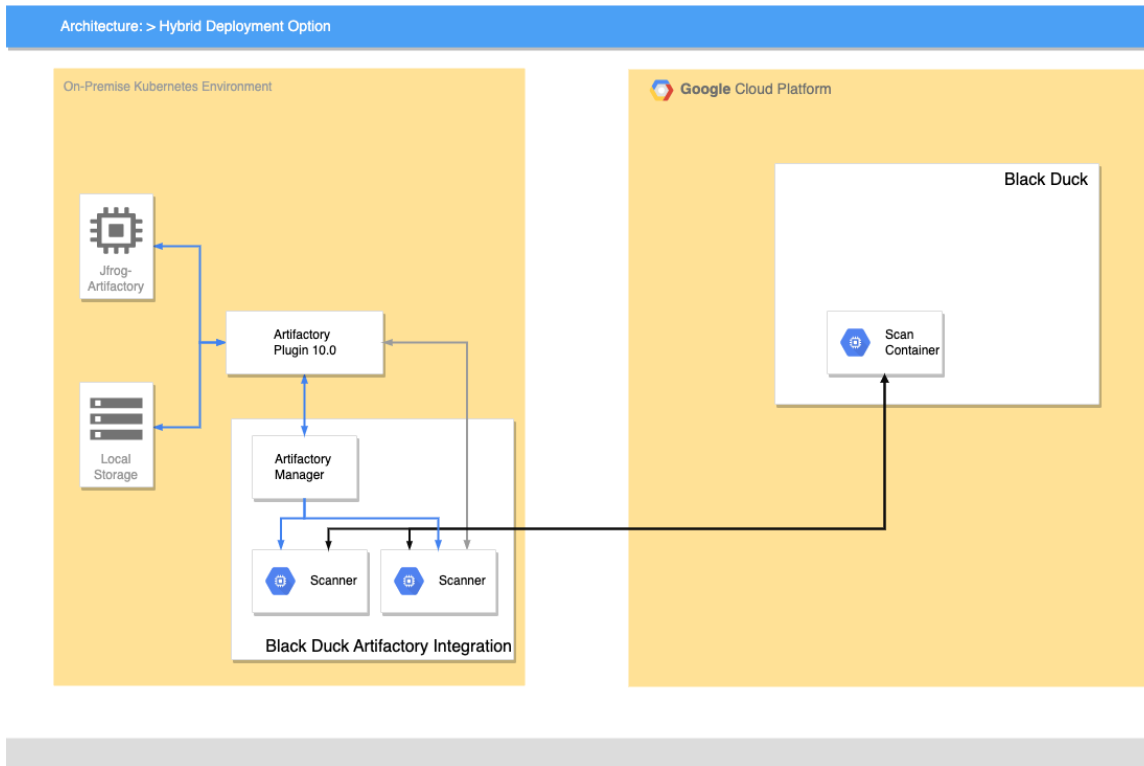 Architecture: > Hybrid Deployment Option
On-Premise Kubernetes Environment
Jfrog-
Artifactory
Local
Storage
Artifactory
Plugin 10.0
Artifactory
Manager
Scanner
Scanner
Black Duck Artifactory Integration
Google Cloud Platform
Black Duck
Scan
Container